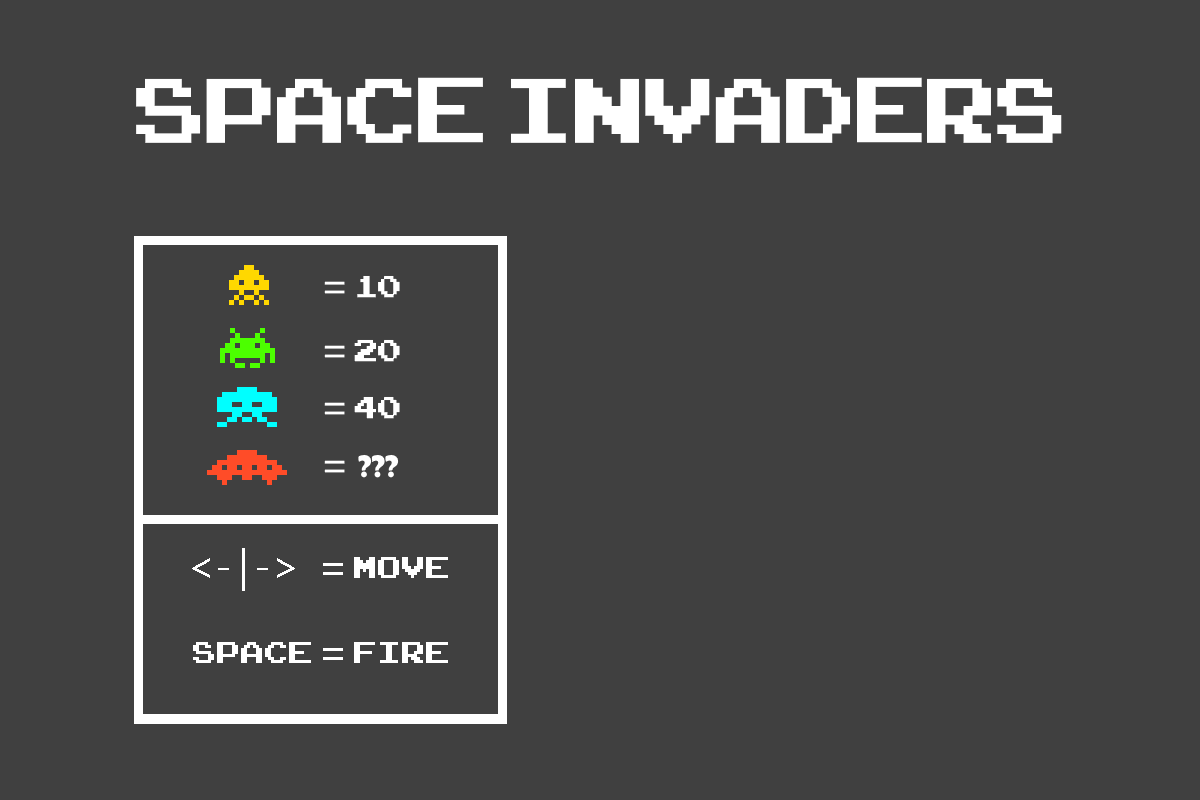 SPACE INVADERS
= 10
= 20
= 40
= ???
<-|-> = MOVE
SPACE = FIRE